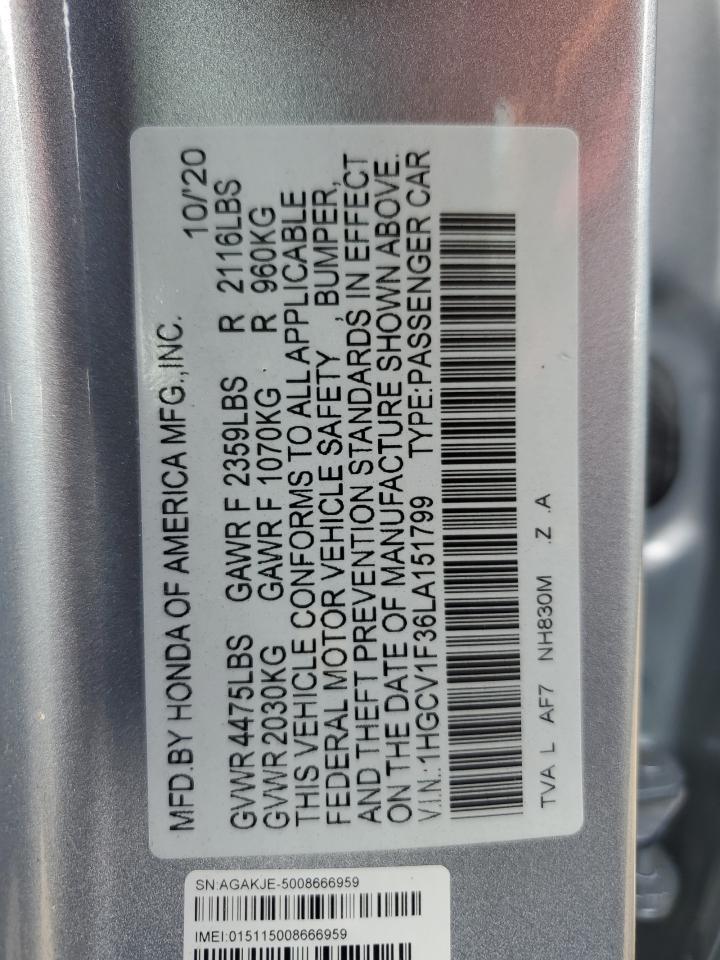 MFD.BY HONDA OF AMERICA MFG.,INC. 10/'20
GVWR 4475LBS GAWR F 2359LBS R 2116LBS
GVWR 2030KG GAWR F 1070KG R 960KG
THIS VEHICLE CONFORMS TO ALL APPLICABLE
FEDERAL MOTOR VEHICLE SAFETY , BUMPER,
AND THEFT PREVENTION STANDARDS IN EFFECT
ON THE DATE OF MANUFACTURE SHOWN ABOVE.
V.I.N.:1HGCV1F36LA151799 TYPE:PASSENGER CAR
TVA L AF7 NH830M .Z .A
SN:AGAKJE-5008666959
IMEI:015115008666959